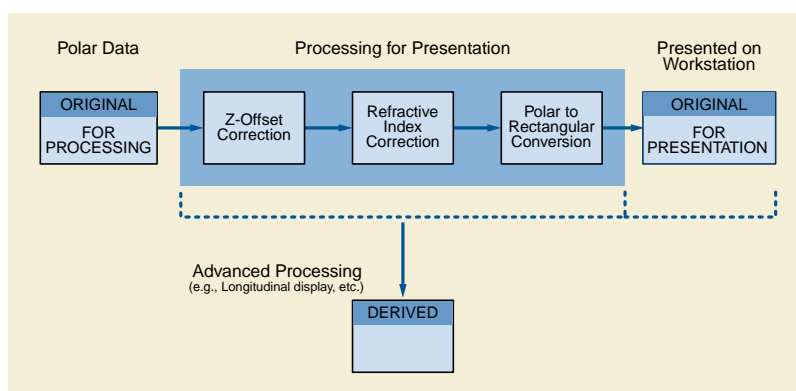 Polar Data
Processing for Presentation
Presented on
Workstation
ORIGINAL
FOR
PROCESSING
Z-Offset
Correction
Refractive
Index
Correction
Polar to
Rectangular
Conversion
ORIGINAL
FOR
PRESENTATION
Advanced Processing
(e.g., Longitudinal display, etc.)
DERIVED